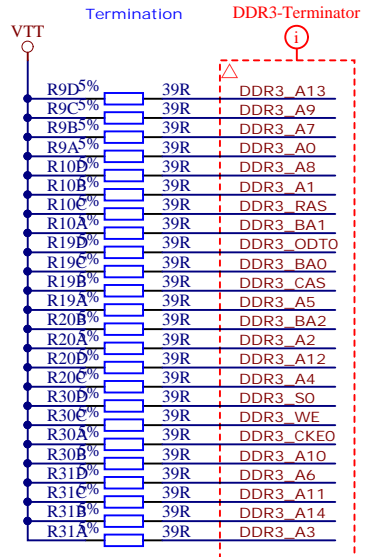 Termination
DDR3-Terminator
VTT
i
R9D 5% 39R DDR3_A13
R9C 5% 39R DDR3_A9
R9B 5% 39R DDR3_A7
R9A 5% 39R DDR3_A0
R10D 5% 39R DDR3_A8
R10B 5% 39R DDR3_A1
R10C 5% 39R DDR3_RAS
R10A 5% 39R DDR3_BA1
R19D 5% 39R DDR3_ODT0
R19C 5% 39R DDR3_BA0
R19B 5% 39R DDR3_CAS
R19A 5% 39R DDR3_A5
R20B 5% 39R DDR3_BA2
R20A 5% 39R DDR3_A2
R20D 5% 39R DDR3_A12
R20C 5% 39R DDR3_A4
R30D 5% 39R DDR3_S0
R30C 5% 39R DDR3_WE
R30A 5% 39R DDR3_CKE0
R30B 5% 39R DDR3_A10
R31D 5% 39R DDR3_A6
R31C 5% 39R DDR3_A11
R31B 5% 39R DDR3_A14
R31A 5% 39R DDR3_A3